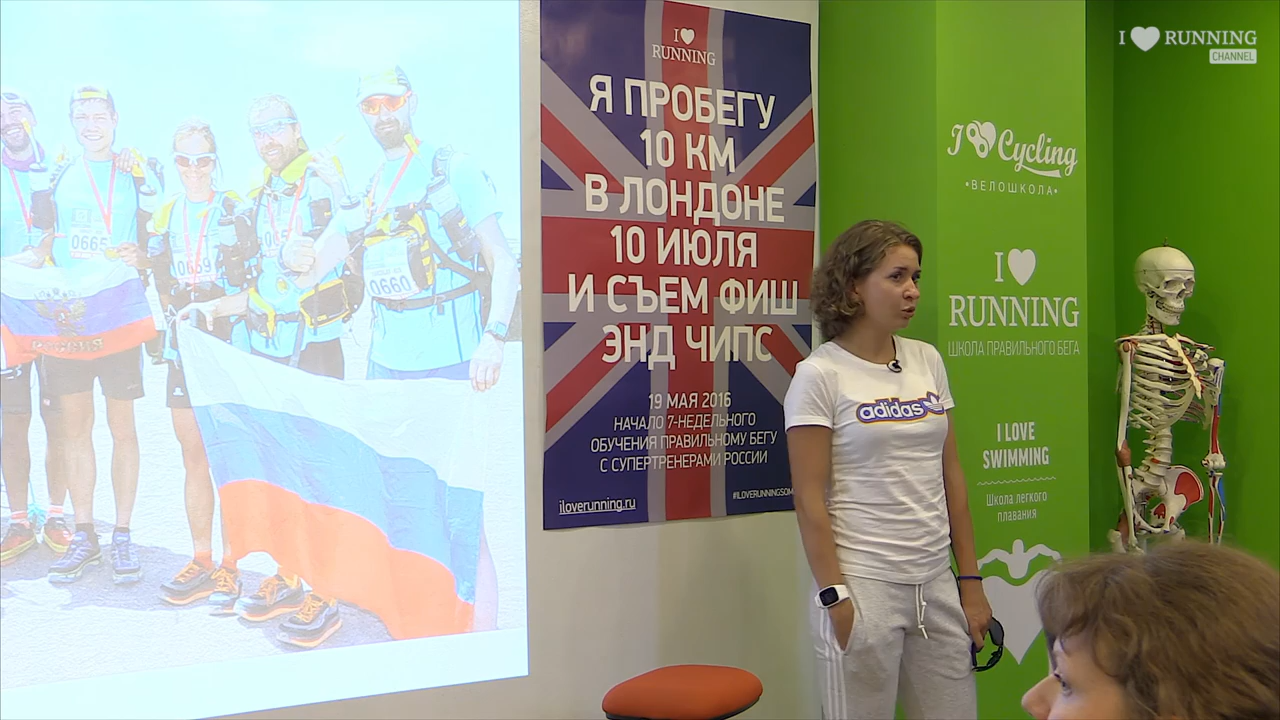 I RUNNING
CHANNEL
I
RUNNING
Я ПРОБЕГУ
10 КМ
В ЛОНДОНЕ
10 ИЮЛЯ
И СЪЕМ ФИШ
ЭНД ЧИПС
19 МАЯ 2016
НАЧАЛО 7-НЕДЕЛЬНОГО
ОБУЧЕНИЯ ПРАВИЛЬНОМУ БЕГУ
С СУПЕРТРЕНЕРАМИ РОССИИ
iloverunning.ru
#ILOVERUNNINGSOM
I Cycling
•ВЕЛОШКОЛА•
I
RUNNING
ШКОЛА ПРАВИЛЬНОГО БЕГА
I LOVE
SWIMMING
Школа легкого
плавания
adidas
0665
0659
0660
РОССИЯ